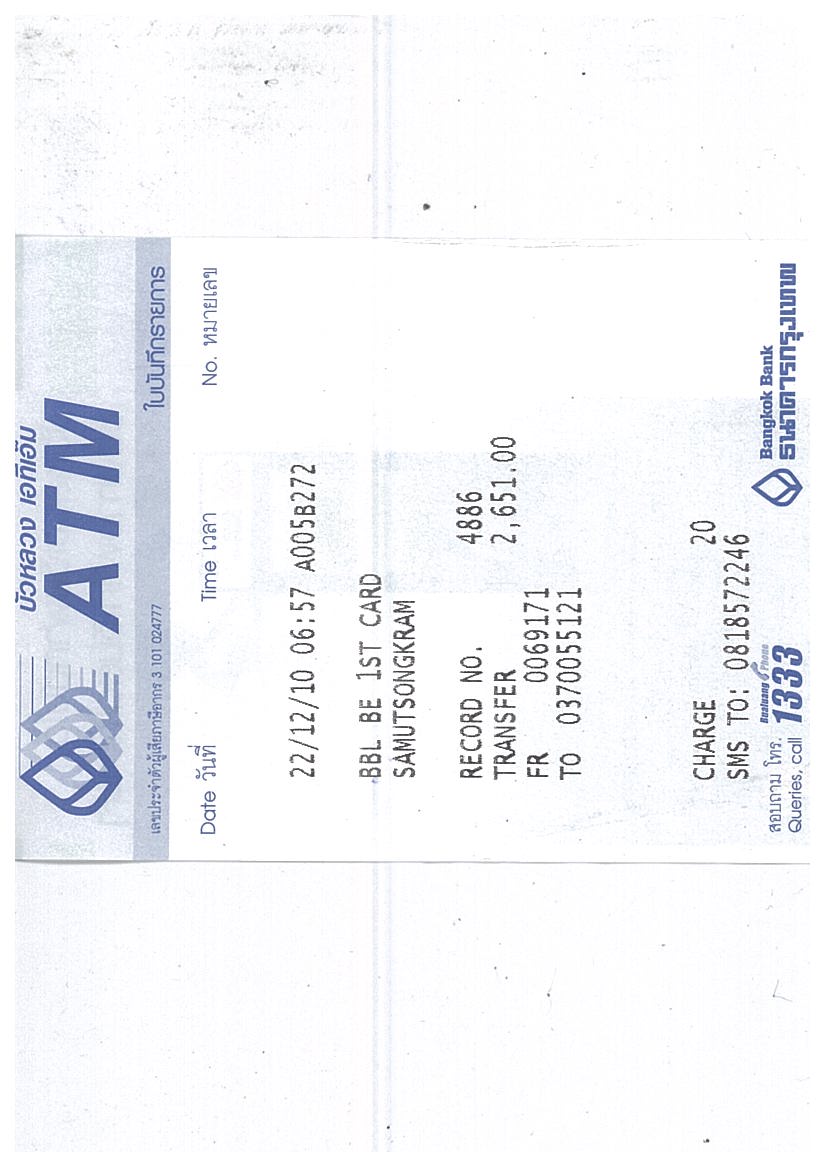 บัวหลวง เอทีเอ็ม
ATM
เลขประจำตัวผู้เสียภาษีอากร 3 101 024777 ใบบันทึกรายการ
Date วันที่ Time เวลา No. หมายเลข
22/12/10 06:57 A005B272
BBL BE 1ST CARD
SAMUTSONGKRAM
RECORD NO. 4886
TRANSFER 2,651.00
FR 0069171
TO 0370055121
CHARGE 20
SMS TO: 0818572246
สอบถาม โทร.
Queries, call
Bualuang Phone
1333
Bangkok Bank
ธนาคารกรุงเทพ